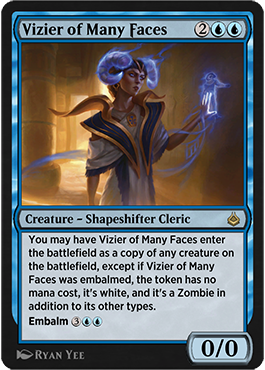 Vizier of Many Faces 2
Creature – Shapeshifter Cleric
You may have Vizier of Many Faces enter
the battlefield as a copy of any creature on
the battlefield, except if Vizier of Many
Faces was embalmed, the token has no
mana cost, it's white, and it's a Zombie in
addition to its other types.
Embalm 3
0/0
Ryan Yee